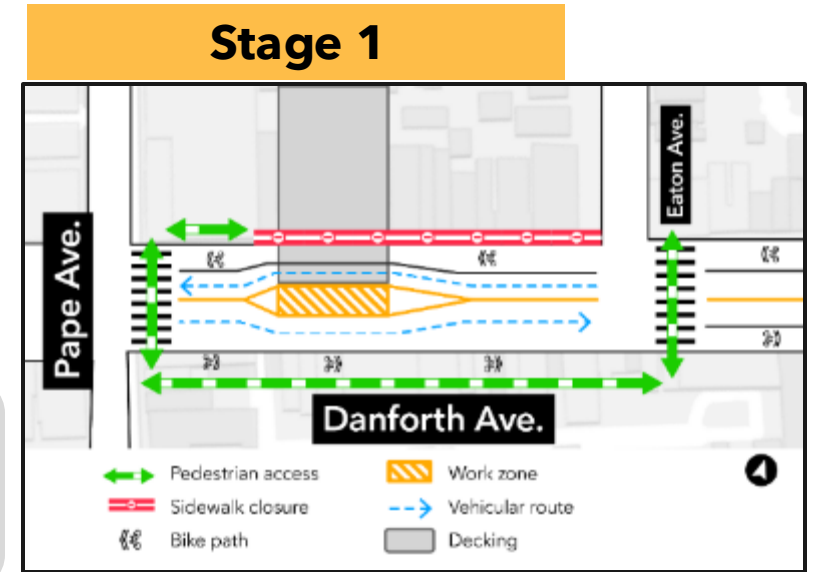 Stage 1
Eaton Ave.
Pape Ave.
Danforth Ave.
Pedestrian access
Work zone
Sidewalk closure
Vehicular route
Bike path
Decking